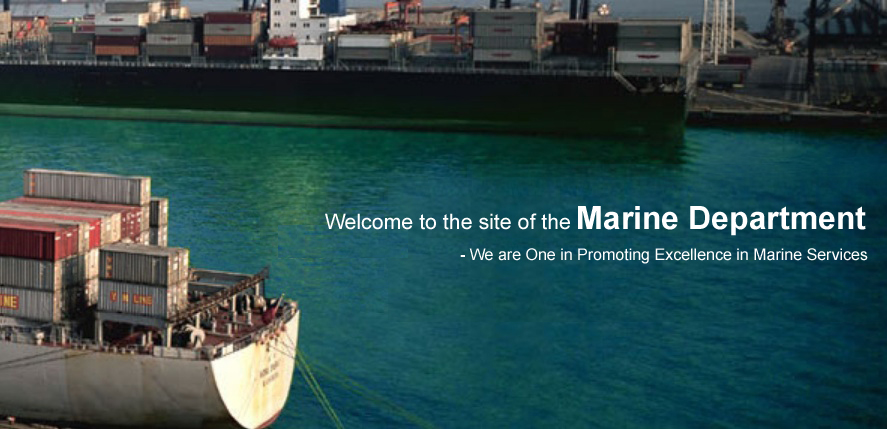 Welcome to the site of the Marine Department
- We are One in Promoting Excellence in Marine Services